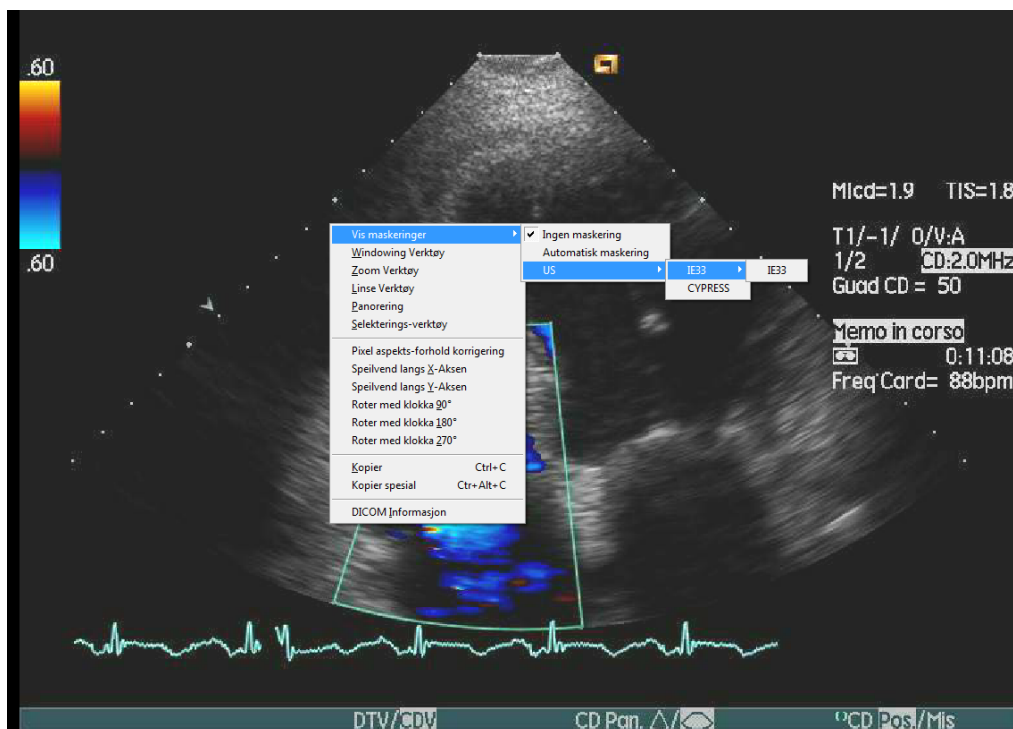 .60
.60
MIcd=1.9 TIS=1.8
T1/-1/ 0/V:A
1/2 CD:2.0MHz
Guad CD = 50
Memo in corso
0:11:08
Freq Card= 88bpm
Vis maskeringer
Windowing Verktøy
Zoom Verktøy
Linse Verktøy
Panorering
Selekterings-verktøy
Pixel aspekts-forhold korrigering
Speilvend langs X-Aksen
Speilvend langs Y-Aksen
Roter med klokka 90°
Roter med klokka 180°
Roter med klokka 270°
Kopier Ctrl+C
Kopier spesial Ctr+Alt+C
DICOM Informasjon
Ingen maskering
Automatisk maskering
US
IE33
CYPRESS
IE33
DTV/CDV CD Pan. CD Pos./Mis